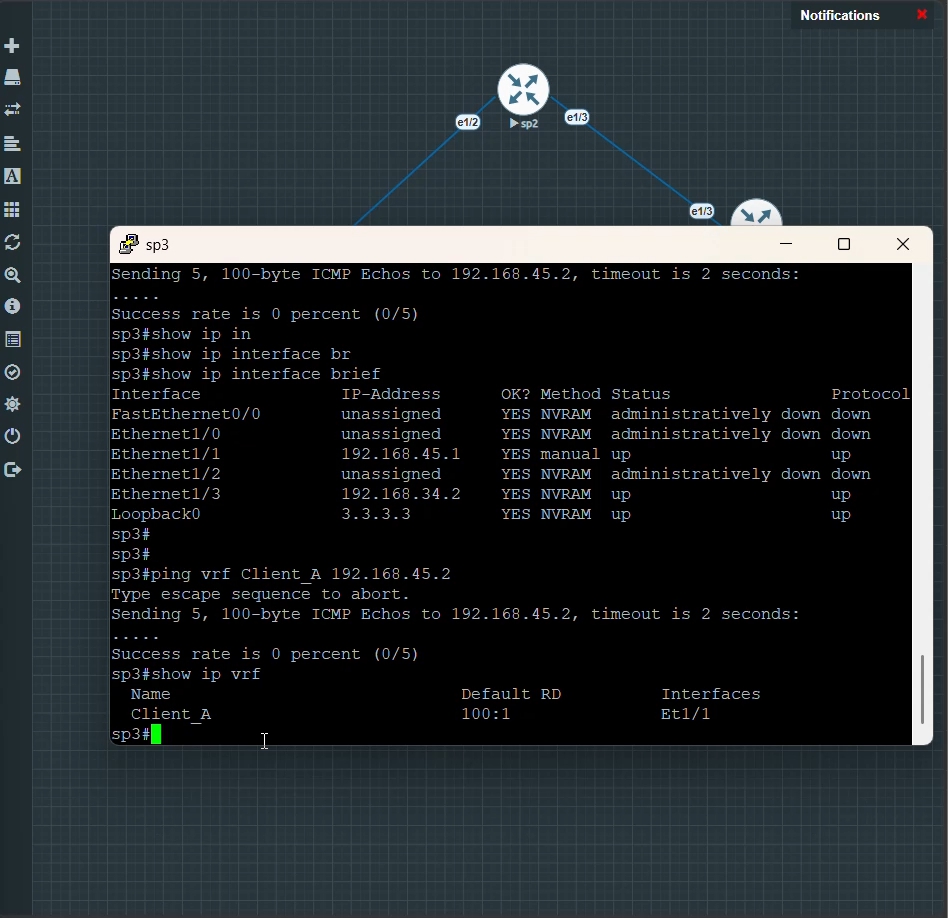 Notifications
e1/2
sp2
e1/3
e1/3
sp3
Sending 5, 100-byte ICMP Echos to 192.168.45.2, timeout is 2 seconds:
.....
Success rate is 0 percent (0/5)
sp3#show ip in
sp3#show ip interface br
sp3#show ip interface brief
Interface IP-Address OK? Method Status Protocol
FastEthernet0/0 unassigned YES NVRAM administratively down down
Ethernet1/0 unassigned YES NVRAM administratively down down
Ethernet1/1 192.168.45.1 YES manual up up
Ethernet1/2 unassigned YES NVRAM administratively down down
Ethernet1/3 192.168.34.2 YES NVRAM up up
Loopback0 3.3.3.3 YES NVRAM up up
sp3#
sp3#
sp3#ping vrf Client_A 192.168.45.2
Type escape sequence to abort.
Sending 5, 100-byte ICMP Echos to 192.168.45.2, timeout is 2 seconds:
.....
Success rate is 0 percent (0/5)
sp3#show ip vrf
Name Default RD Interfaces
Client_A 100:1 Et1/1
sp3#